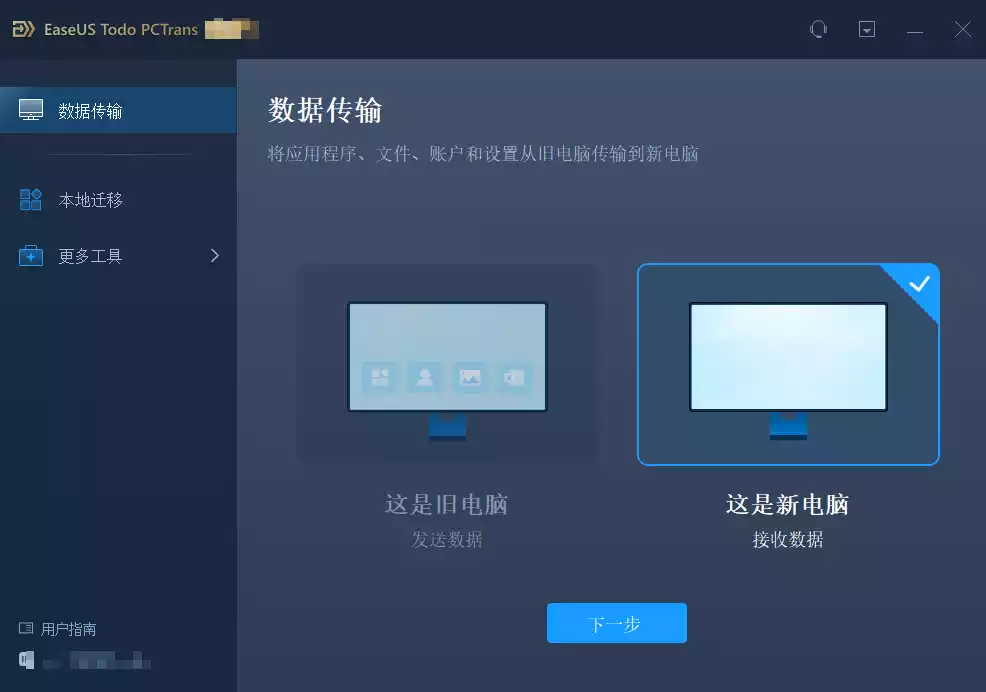 EaseUS Todo PCTrans
数据传输
本地迁移
更多工具
用户指南
数据传输
将应用程序、文件、账户和设置从旧电脑传输到新电脑
这是旧电脑
发送数据
这是新电脑
接收数据
下一步